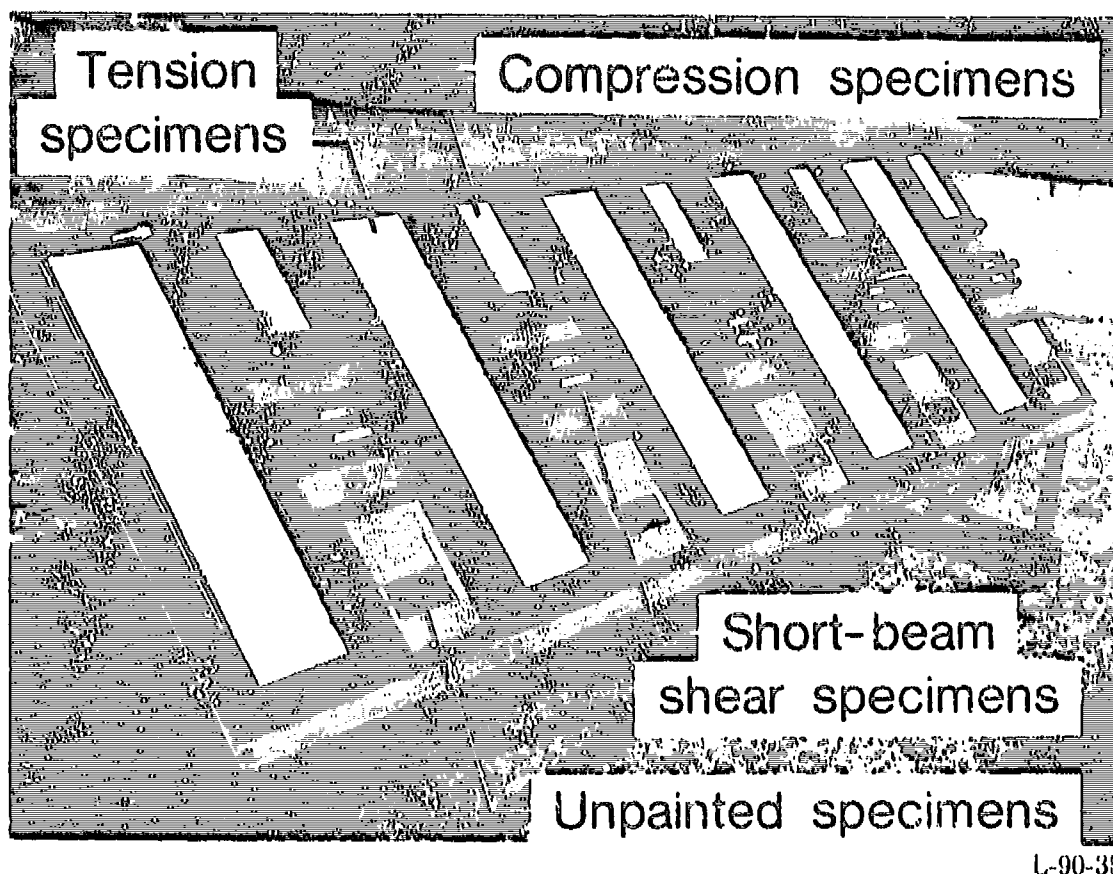 Tension
specimens
Compression specimens
Short-beam
shear specimens
Unpainted specimens